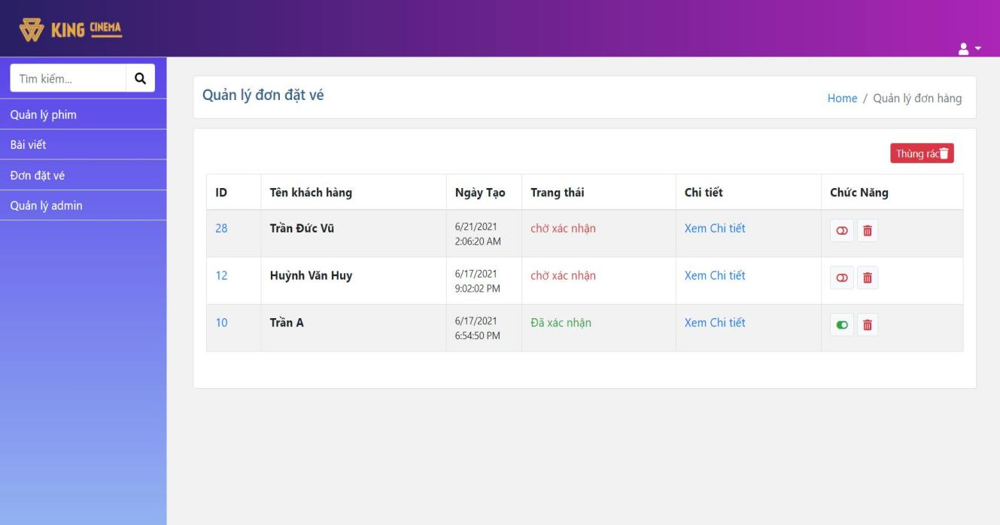 KING CINEMA
Tìm kiếm...
Quản lý phim
Bài viết
Đơn đặt vé
Quản lý admin
Quản lý đơn đặt vé
Home / Quản lý đơn hàng
Thùng rác
ID Tên khách hàng Ngày Tạo Trang thái Chi tiết Chức Năng
28 Trần Đức Vũ 6/21/2021 2:06:20 AM chờ xác nhận Xem Chi tiết
12 Huỳnh Văn Huy 6/17/2021 9:02:02 PM chờ xác nhận Xem Chi tiết
10 Trần A 6/17/2021 6:54:50 PM Đã xác nhận Xem Chi tiết